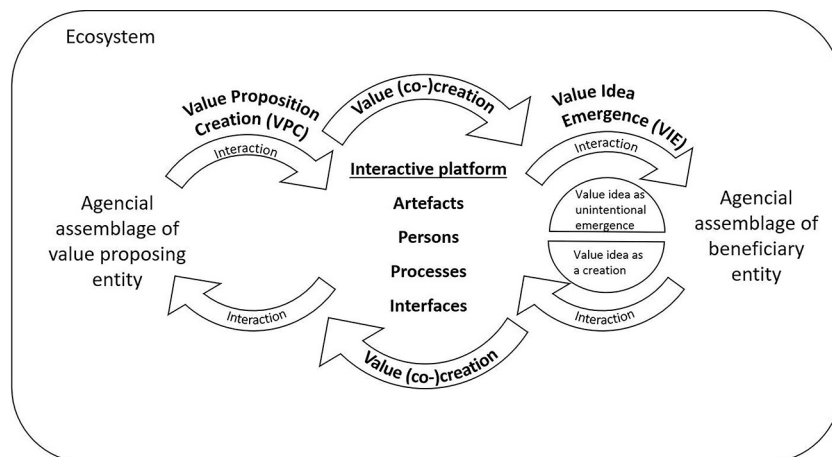 Ecosystem
Value Proposition
Creation (VPC)
Interaction
Value (co-)creation
Value Idea
Emergence (VIE)
Interaction
Agencial
assemblage of
value proposing
entity
Interactive platform
Artefacts
Persons
Processes
Interfaces
Value idea as
unintentional
emergence
Value idea as
a creation
Agencial
assemblage of
beneficiary
entity
Interaction
Value (co-)creation
Interaction